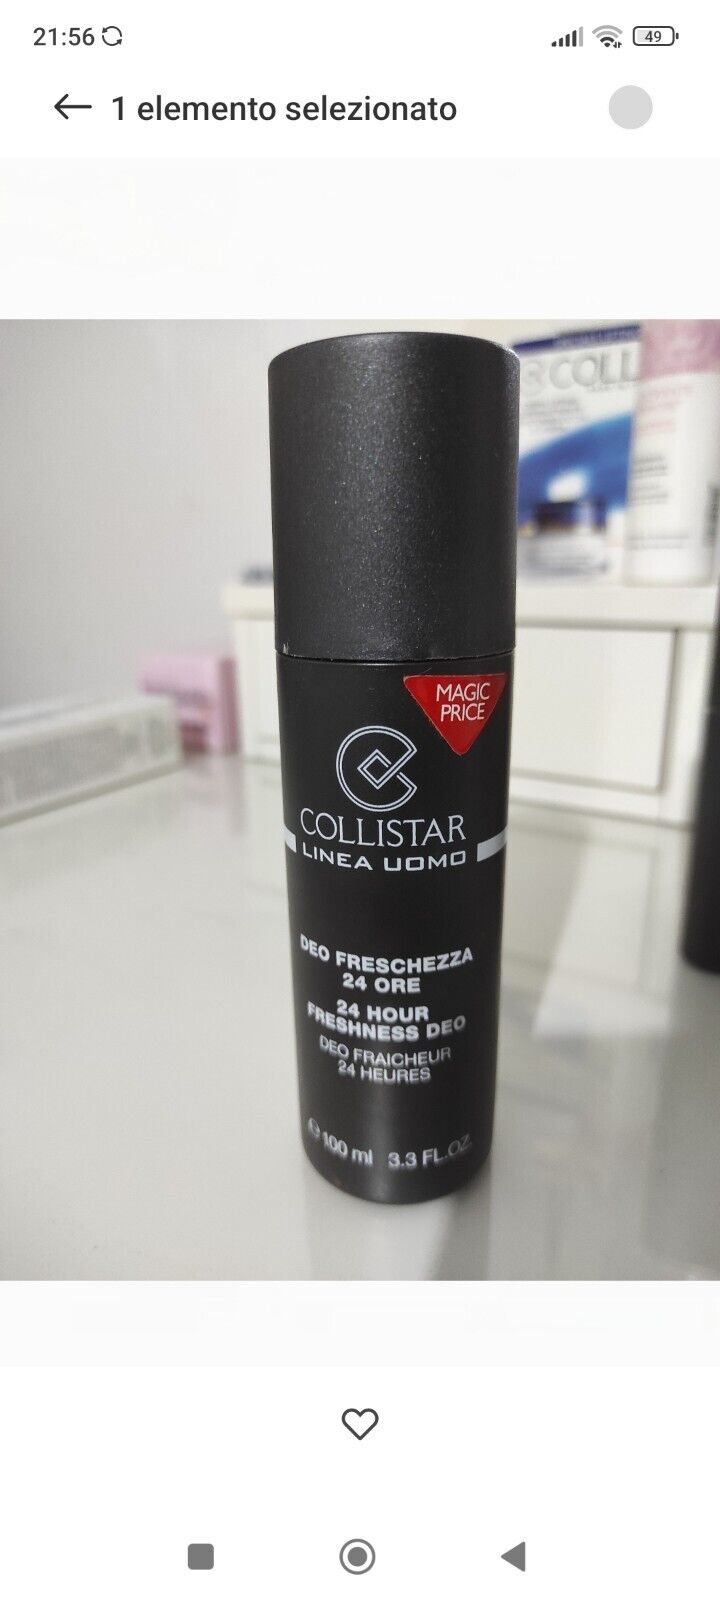 21:56
49
1 elemento selezionato
COLL
MAGIC
PRICE
COLLISTAR
LINEA UOMO
DEO FRESCHEZZA
24 ORE
24 HOUR
FRESHNESS DEO
DEO FRAICHEUR
24 HEURES
℮ 100 ml 3.3 FL.OZ.